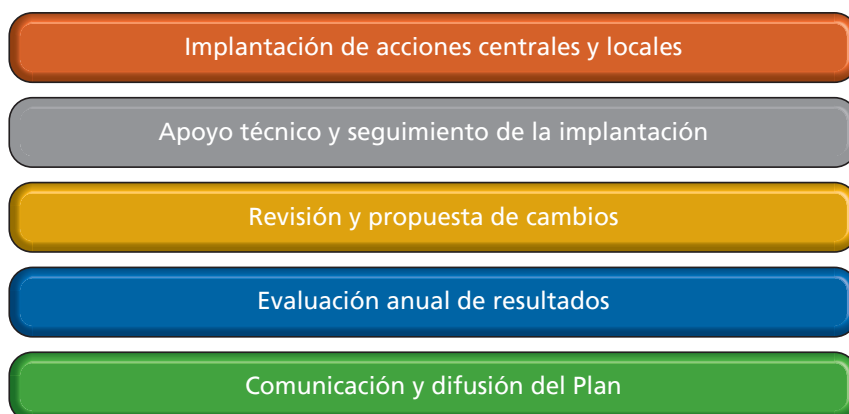 Implantación de acciones centrales y locales
Apoyo técnico y seguimiento de la implantación
Revisión y propuesta de cambios
Evaluación anual de resultados
Comunicación y difusión del Plan